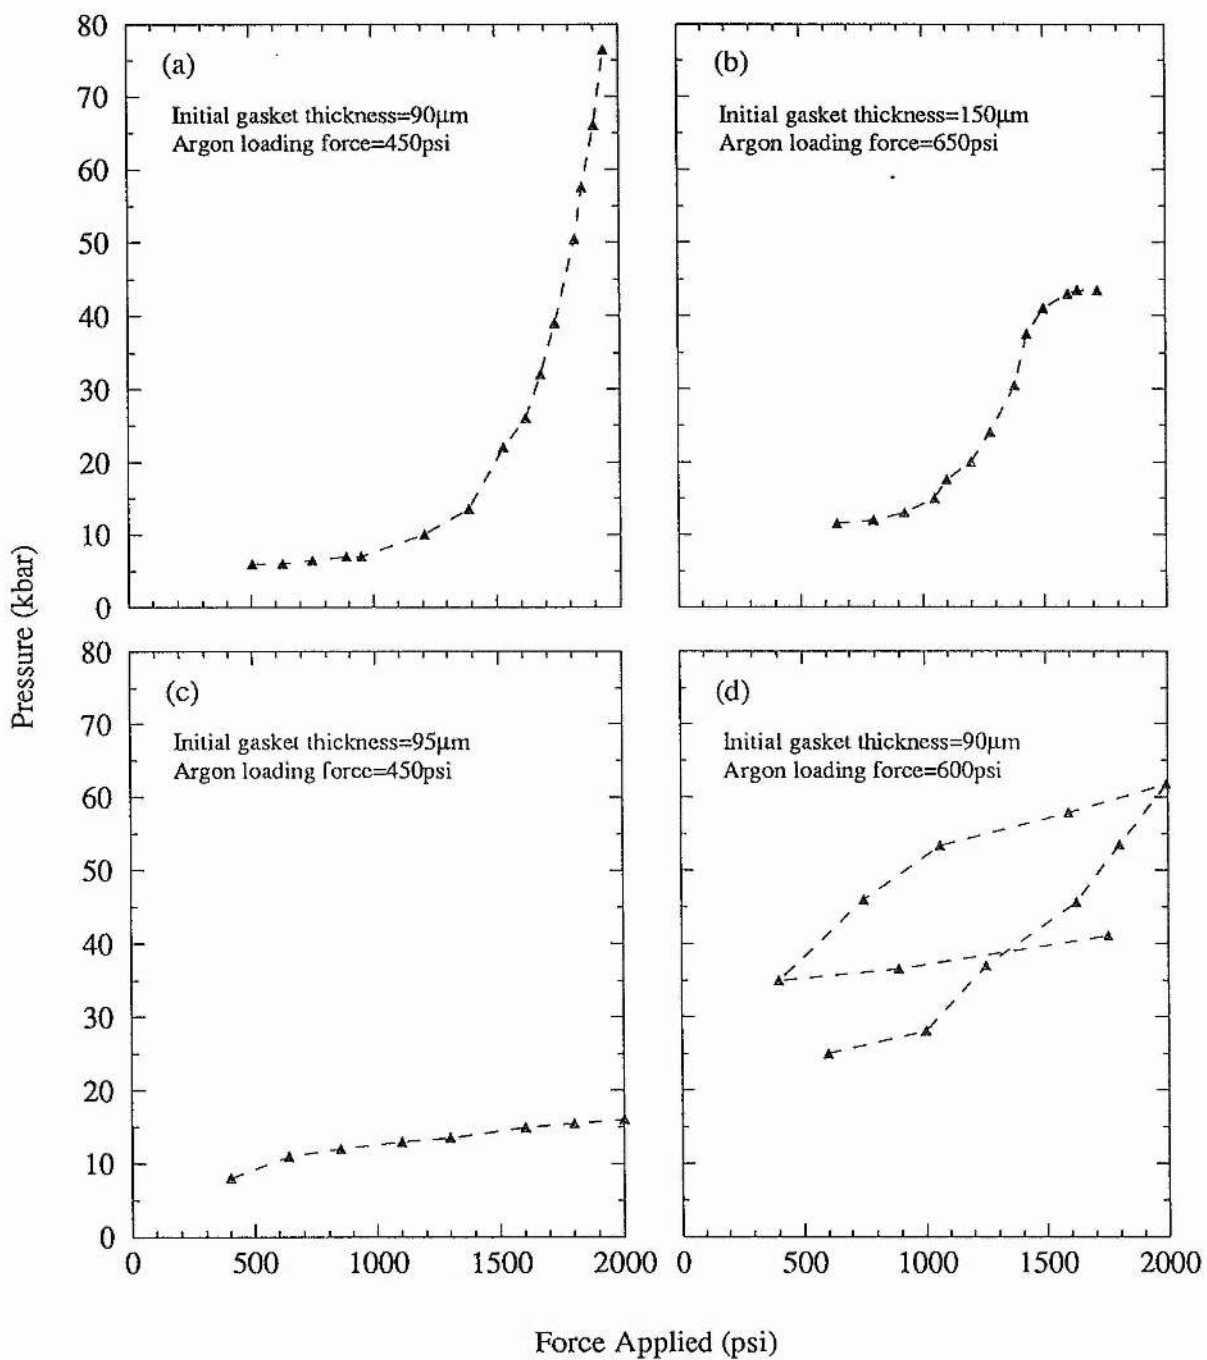 80
70
60
50
40
30
20
10
0
(a)
Initial gasket thickness=90μm
Argon loading force=450psi
(b)
Initial gasket thickness=150μm
Argon loading force=650psi
Pressure (kbar)
80
70
60
50
40
30
20
10
0
(c)
Initial gasket thickness=95μm
Argon loading force=450psi
(d)
Initial gasket thickness=90μm
Argon loading force=600psi
0 500 1000 1500 2000 0 500 1000 1500 2000
Force Applied (psi)